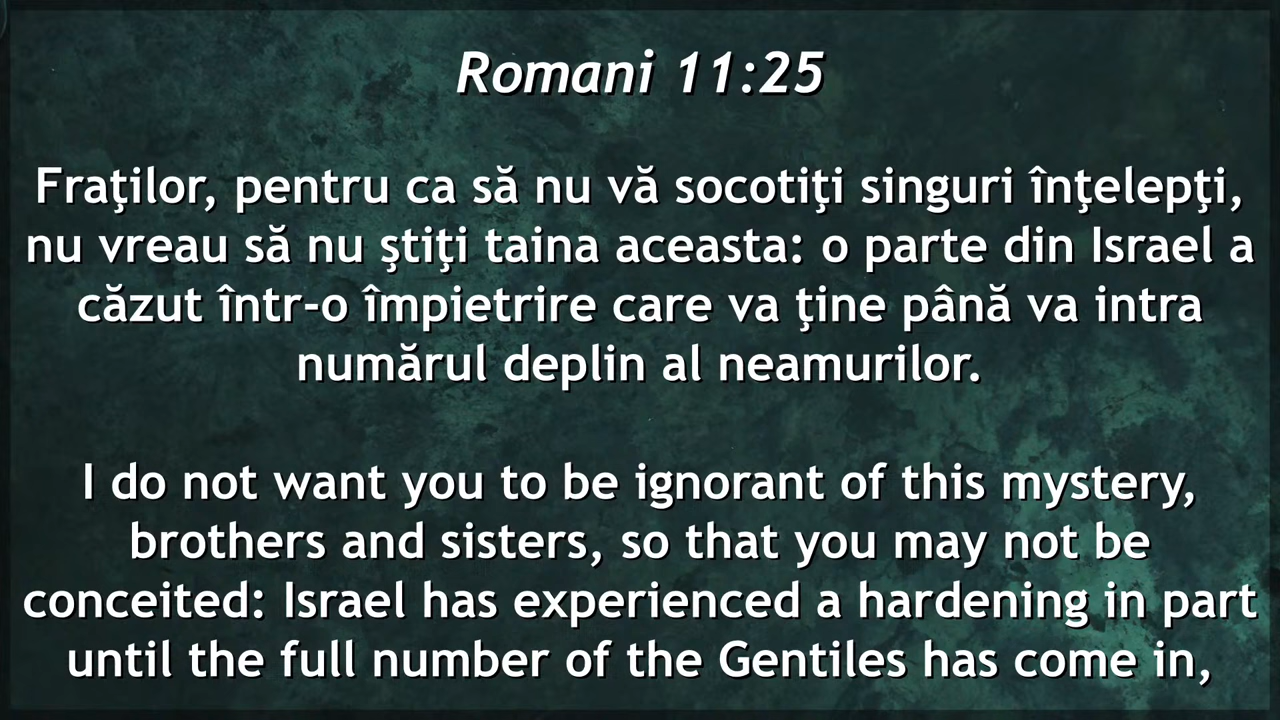 Romani 11:25
Fraţilor, pentru ca să nu vă socotiţi singuri înţelepţi,
nu vreau să nu ştiţi taina aceasta: o parte din Israel a
căzut într-o împietrire care va ţine până va intra
numărul deplin al neamurilor.
I do not want you to be ignorant of this mystery,
brothers and sisters, so that you may not be
conceited: Israel has experienced a hardening in part
until the full number of the Gentiles has come in,